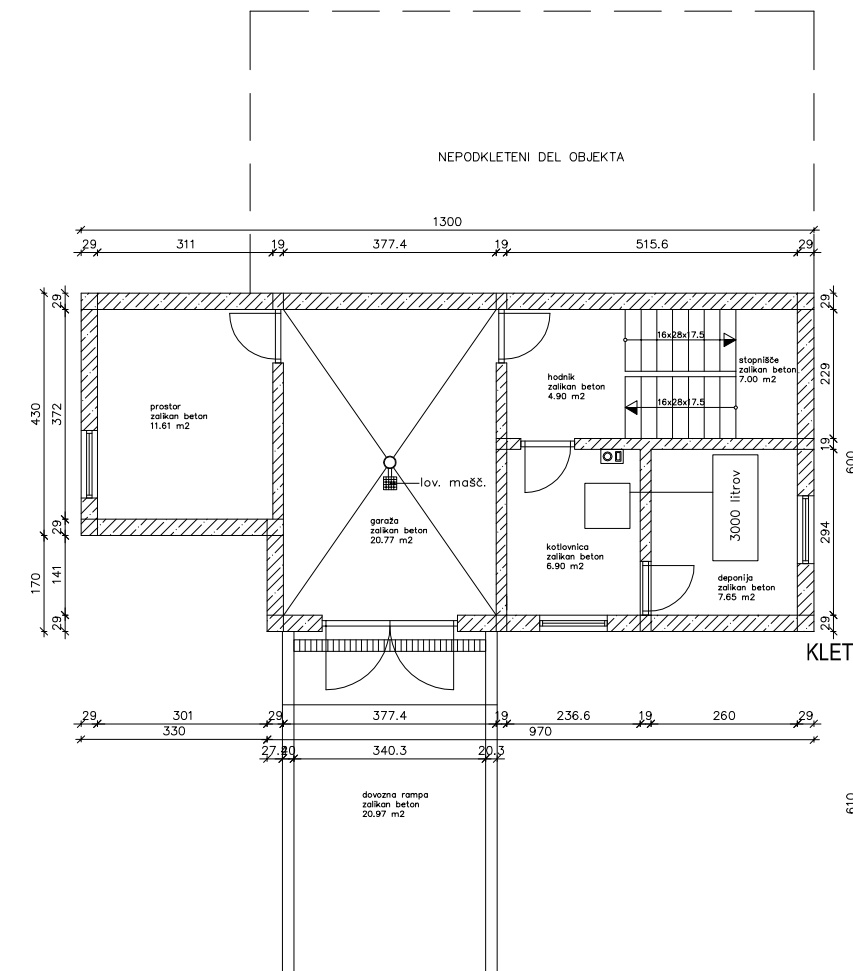 NEPODKLETENI DEL OBJEKTA
1300
29 311 19 377.4 19 515.6 29
29
430
372
29
170
141
29
prostor
zalikan beton
11.61 m2
lov. mašč.
garaža
zalikan beton
20.77 m2
hodnik
zalikan beton
4.90 m2
16x28x17.5
16x28x17.5
stopnišče
zalikan beton
7.00 m2
3000 litrov
kotlovnica
zalikan beton
6.90 m2
deponija
zalikan beton
7.65 m2
29
229
19
294
29
600
610
KLET
29 301 29 377.4 19 236.6 19 260 29
330 970
340.3 20.3
dovozna rampa
zalikan beton
20.97 m2